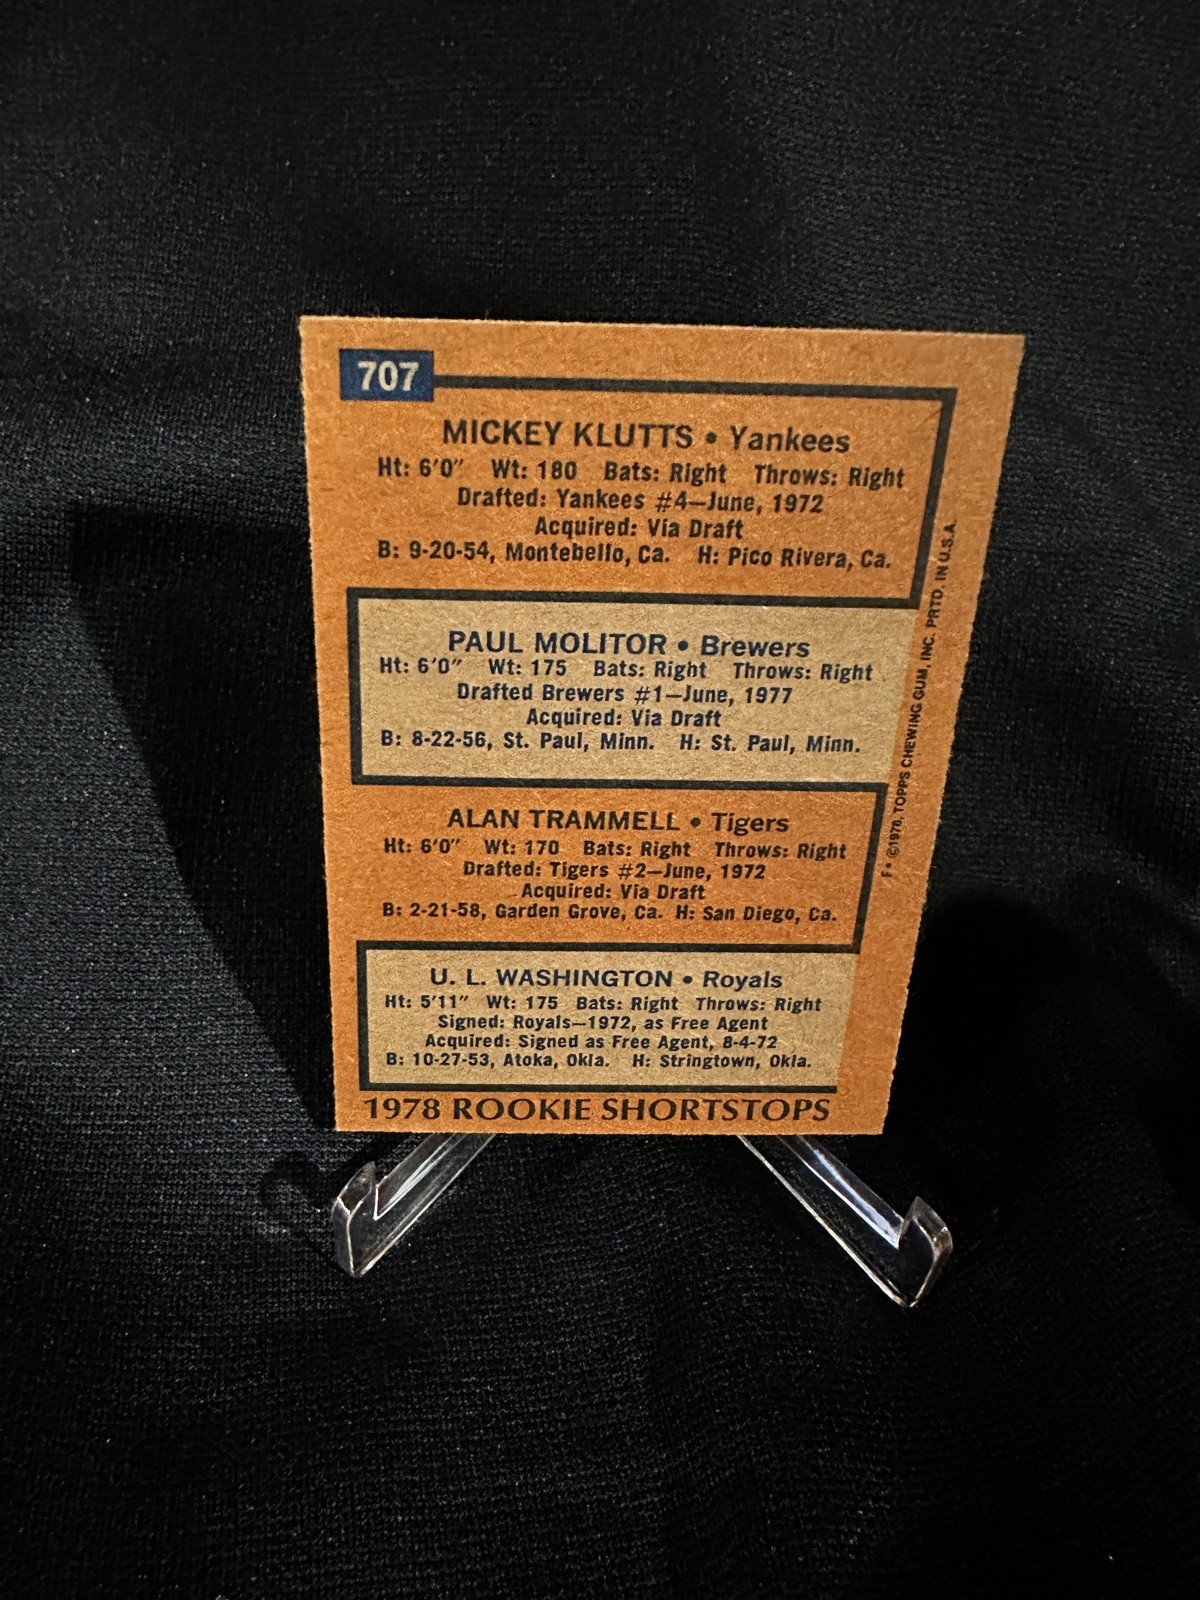 707
MICKEY KLUTTS • Yankees
Ht: 6'0" Wt: 180 Bats: Right Throws: Right
Drafted: Yankees #4—June, 1972
Acquired: Via Draft
B: 9-20-54, Montebello, Ca. H: Pico Rivera, Ca.
PAUL MOLITOR • Brewers
Ht: 6'0" Wt: 175 Bats: Right Throws: Right
Drafted Brewers #1—June, 1977
Acquired: Via Draft
B: 8-22-56, St. Paul, Minn. H: St. Paul, Minn.
ALAN TRAMMELL • Tigers
Ht: 6'0" Wt: 170 Bats: Right Throws: Right
Drafted: Tigers #2—June, 1972
Acquired: Via Draft
B: 2-21-58, Garden Grove, Ca. H: San Diego, Ca.
U. L. WASHINGTON • Royals
Ht: 5'11" Wt: 175 Bats: Right Throws: Right
Signed: Royals—1972, as Free Agent
Acquired: Signed as Free Agent, 8-4-72
B: 10-27-53, Atoka, Okla. H: Stringtown, Okla.
1978 ROOKIE SHORTSTOPS
F* ©1978, TOPPS CHEWING GUM, INC. PRTD. IN U.S.A.